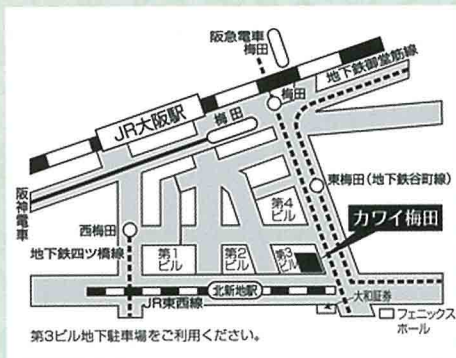 阪急電車
梅田
地下鉄御堂筋線
梅田
JR大阪駅
梅田
阪神電車
東梅田(地下鉄谷町線)
第4
ビル
カワイ梅田
西梅田
地下鉄四ツ橋線
第1
ビル
第2
ビル
第3
ビル
北新地駅
JR東西線
大和証券
フェニックス
ホール
第3ビル地下駐車場をご利用ください。